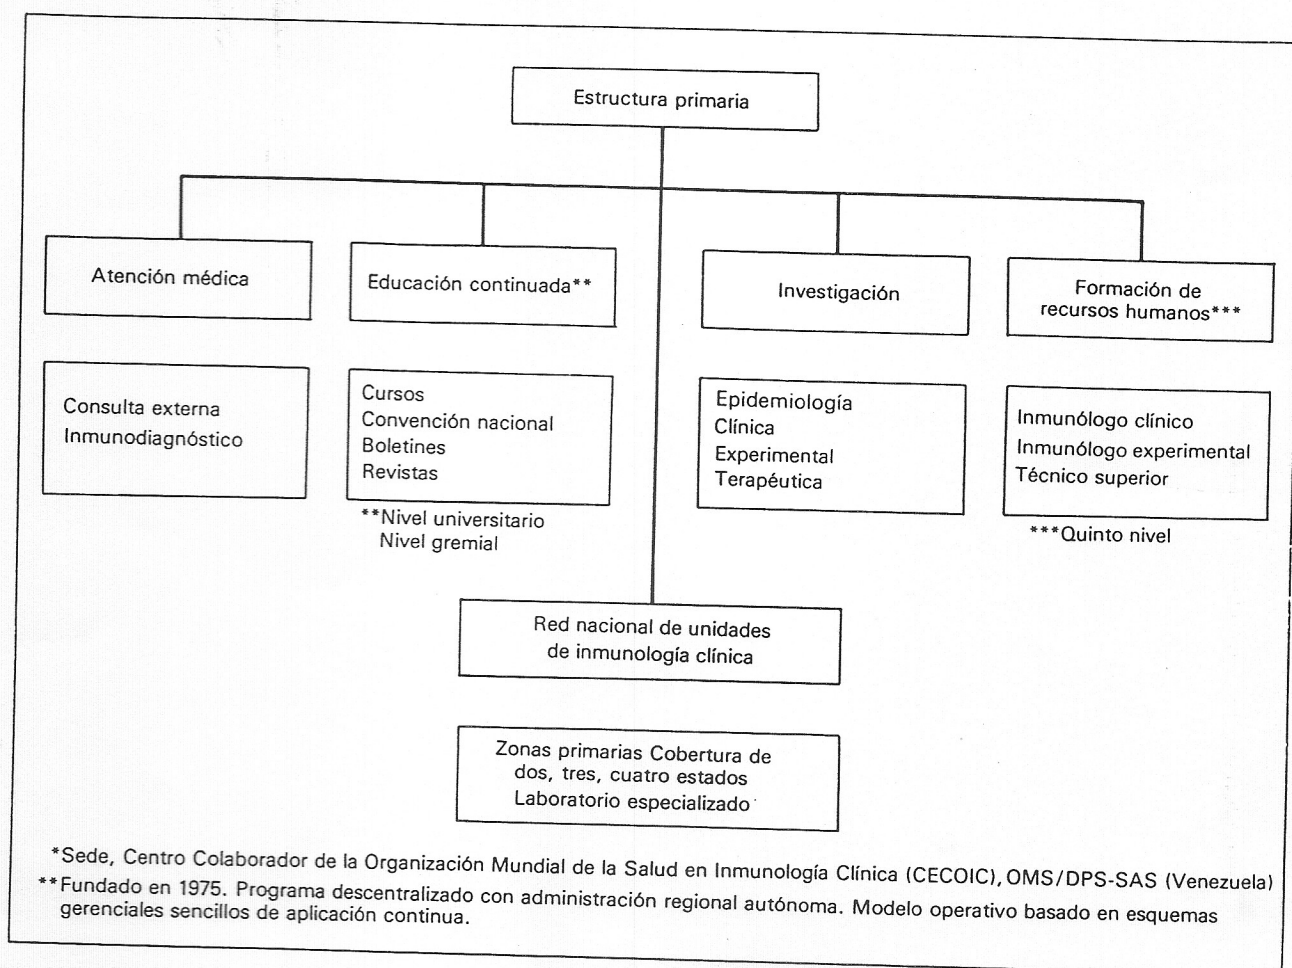 Estructura primaria
Atención médica
Educación continuada**
Investigación
Formación de
recursos humanos***
Consulta externa
Inmunodiagnóstico
Cursos
Convención nacional
Boletines
Revistas
**Nivel universitario
Nivel gremial
Epidemiología
Clínica
Experimental
Terapéutica
Inmunólogo clínico
Inmunólogo experimental
Técnico superior
***Quinto nivel
Red nacional de unidades
de inmunología clínica
Zonas primarias Cobertura de
dos, tres, cuatro estados
Laboratorio especializado
*Sede, Centro Colaborador de la Organización Mundial de la Salud en Inmunología Clínica (CECOIC), OMS/DPS-SAS (Venezuela)
**Fundado en 1975. Programa descentralizado con administración regional autónoma. Modelo operativo basado en esquemas
gerenciales sencillos de aplicación continua.